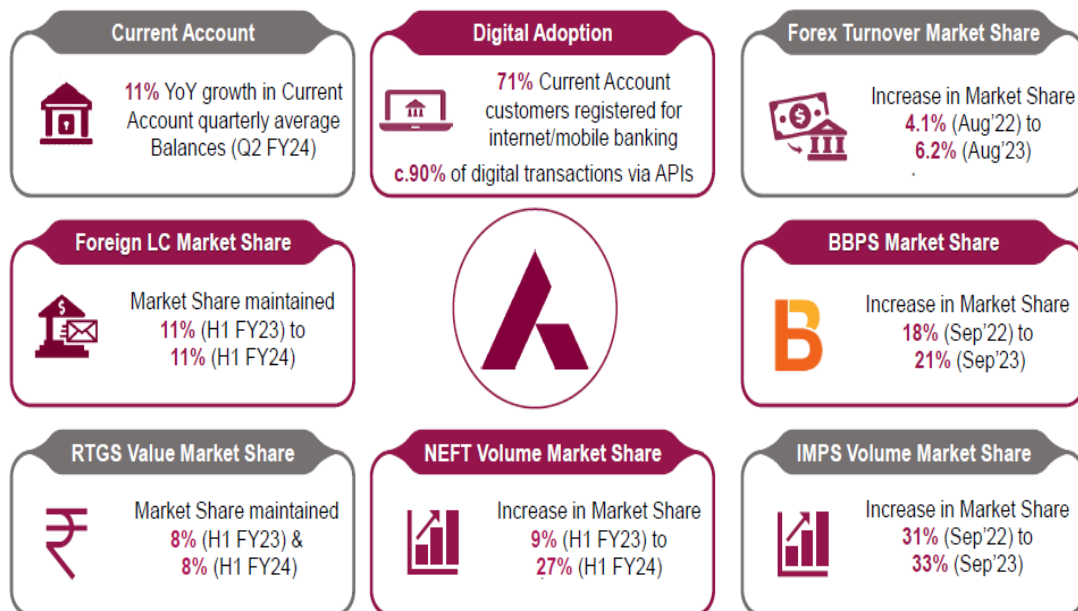 Current Account
11% YoY growth in Current
Account quarterly average
Balances (Q2 FY24)
Digital Adoption
71% Current Account
customers registered for
internet/mobile banking
c.90% of digital transactions via APIs
Forex Turnover Market Share
Increase in Market Share
4.1% (Aug'22) to
6.2% (Aug'23)
Foreign LC Market Share
Market Share maintained
11% (H1 FY23) to
11% (H1 FY24)
BBPS Market Share
Increase in Market Share
18% (Sep'22) to
21% (Sep'23)
RTGS Value Market Share
Market Share maintained
8% (H1 FY23) &
8% (H1 FY24)
NEFT Volume Market Share
Increase in Market Share
9% (H1 FY23) to
27% (H1 FY24)
IMPS Volume Market Share
Increase in Market Share
31% (Sep'22) to
33% (Sep'23)